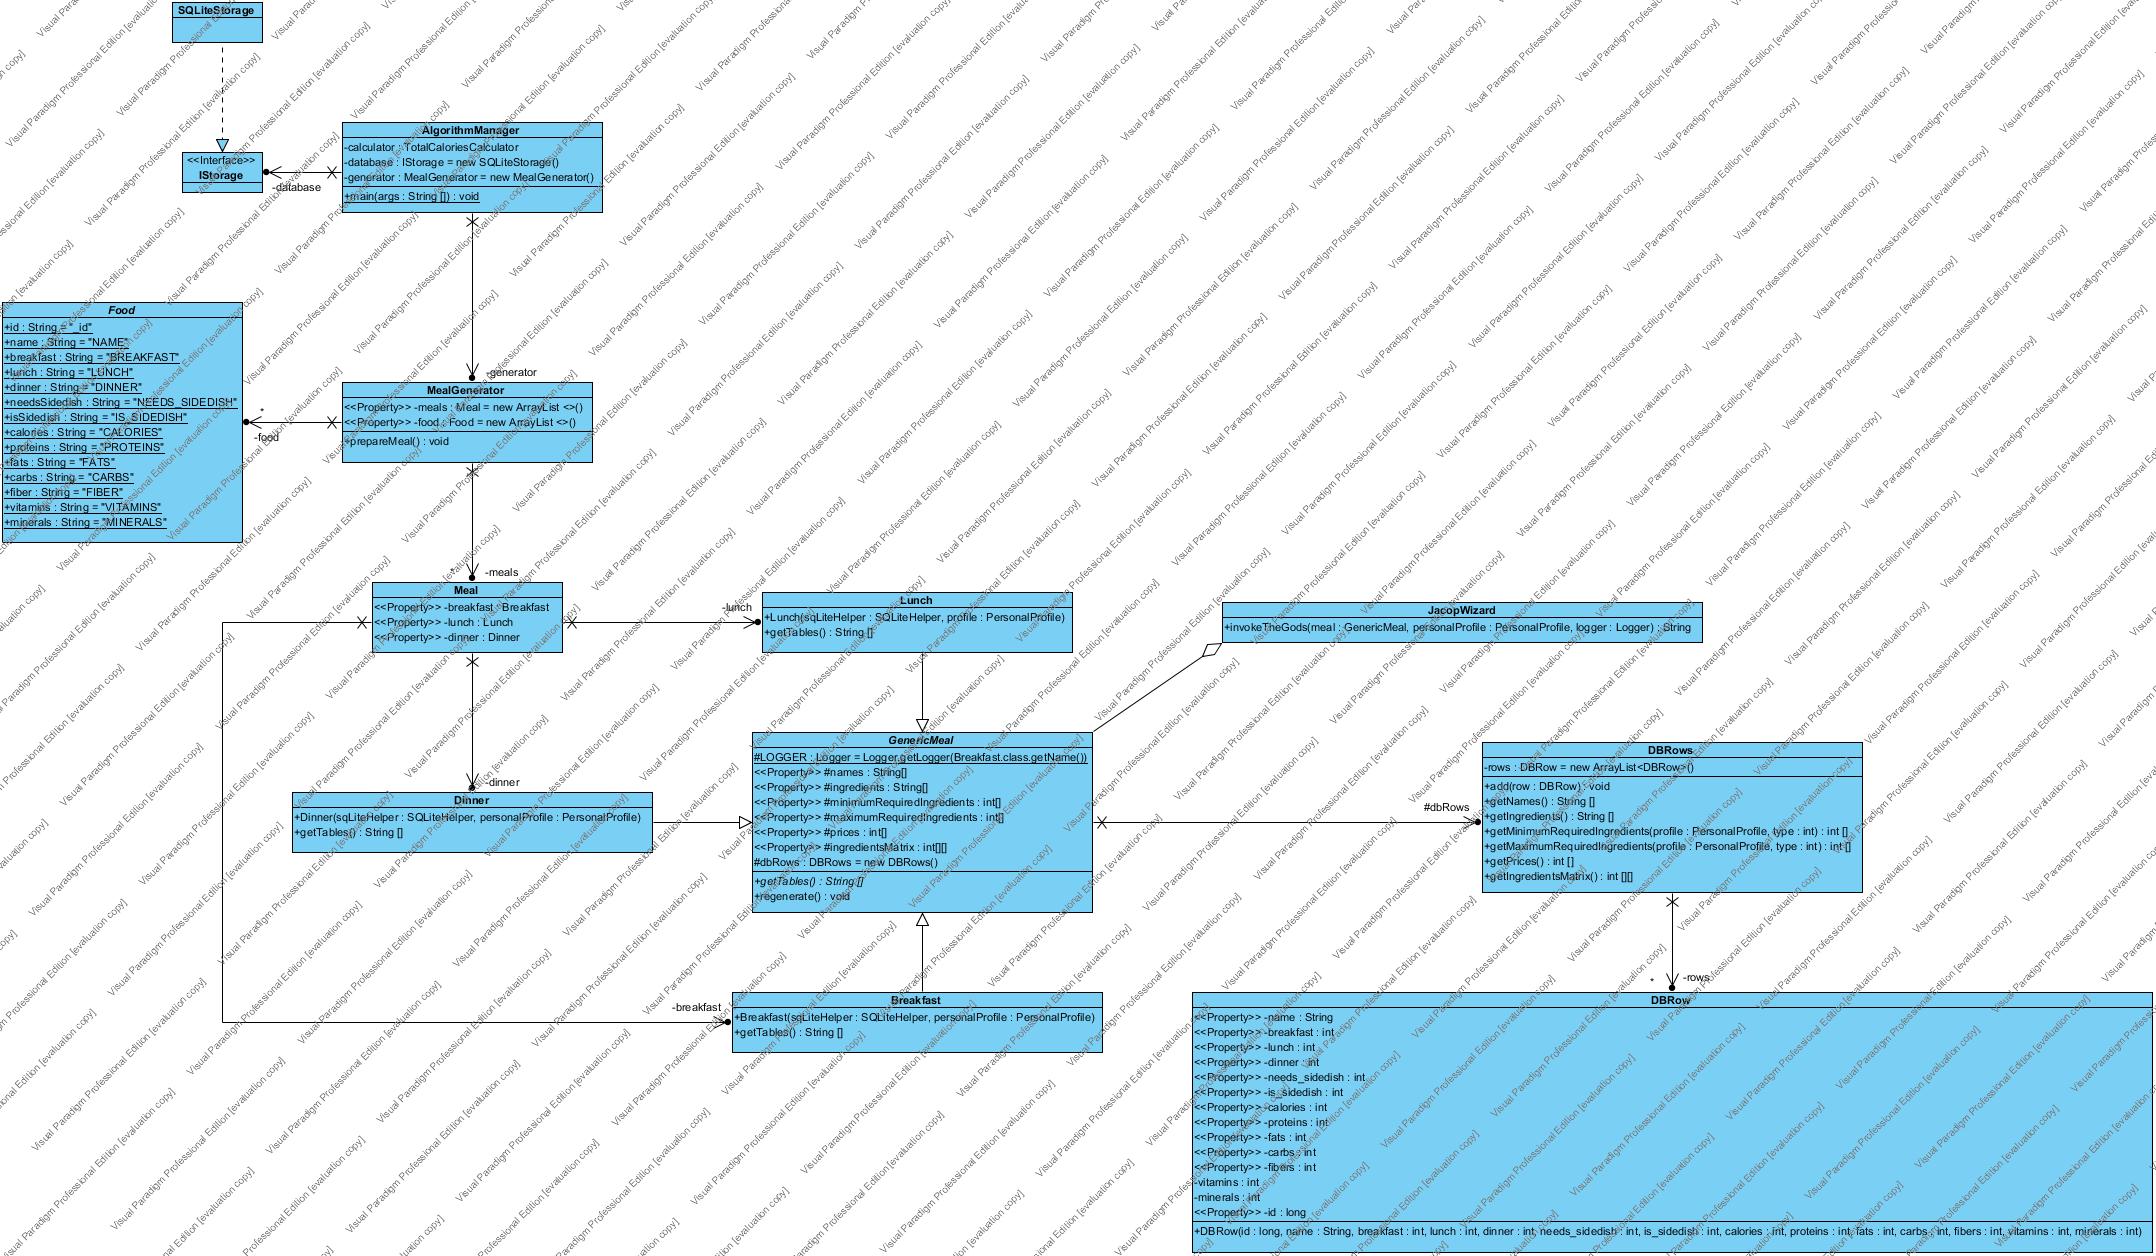 SQLiteStorage
<<Interface>>
IStorage
-database
AlgorithmManager
-calculator : TotalCaloriesCalculator
-database : IStorage = new SQLiteStorage()
-generator : MealGenerator = new MealGenerator()
+main(args : String []) : void
-generator
Food
+id : String = "_id"
+name : String = "NAME"
+breakfast : String = "BREAKFAST"
+lunch : String = "LUNCH"
+dinner : String = "DINNER"
+needsSidedish : String = "NEEDS_SIDEDISH"
+isSidedish : String = "IS_SIDEDISH"
+calories : String = "CALORIES"
+proteins : String = "PROTEINS"
+fats : String = "FATS"
+carbs : String = "CARBS"
+fiber : String = "FIBER"
+vitamins : String = "VITAMINS"
+minerals : String = "MINERALS"
*
-food
MealGenerator
<<Property>> -meals : Meal = new ArrayList <>()
<<Property>> -food : Food = new ArrayList <>()
+prepareMeal() : void
*
-meals
Meal
<<Property>> -breakfast : Breakfast
<<Property>> -lunch : Lunch
<<Property>> -dinner : Dinner
-lunch
Lunch
+Lunch(sqLiteHelper : SQLiteHelper, profile : PersonalProfile)
+getTables() : String []
JacopWizard
+invokeTheGods(meal : GenericMeal, personalProfile : PersonalProfile, logger : Logger) : String
-dinner
Dinner
+Dinner(sqLiteHelper : SQLiteHelper, personalProfile : PersonalProfile)
+getTables() : String []
GenericMeal
#LOGGER : Logger = Logger.getLogger(Breakfast.class.getName())
<<Property>> #names : String[]
<<Property>> #ingredients : String[]
<<Property>> #minimumRequiredIngredients : int[]
<<Property>> #maximumRequiredIngredients : int[]
<<Property>> #prices : int[]
<<Property>> #ingredientsMatrix : int[][]
#dbRows : DBRows = new DBRows()
+getTables() : String []
+regenerate() : void
#dbRows
DBRows
-rows : DBRow = new ArrayList<DBRow>()
+add(row : DBRow) : void
+getNames() : String []
+getIngredients() : String []
+getMinimumRequiredIngredients(profile : PersonalProfile, type : int) : int []
+getMaximumRequiredIngredients(profile : PersonalProfile, type : int) : int []
+getPrices() : int []
+getIngredientsMatrix() : int [][]
*
-rows
-breakfast
Breakfast
+Breakfast(sqLiteHelper : SQLiteHelper, personalProfile : PersonalProfile)
+getTables() : String []
DBRow
<<Property>> -name : String
<<Property>> -breakfast : int
<<Property>> -lunch : int
<<Property>> -dinner : int
<<Property>> -needs_sidedish : int
<<Property>> -is_sidedish : int
<<Property>> -calories : int
<<Property>> -proteins : int
<<Property>> -fats : int
<<Property>> -carbs : int
<<Property>> -fibers : int
-vitamins : int
-minerals : int
<<Property>> -id : long
+DBRow(id : long, name : String, breakfast : int, lunch : int, dinner : int, needs_sidedish : int, is_sidedish : int, calories : int, proteins : int, fats : int, carbs : int, fibers : int, vitamins : int, minerals : int)
Visual Paradigm Professional Edition [evaluation copy]